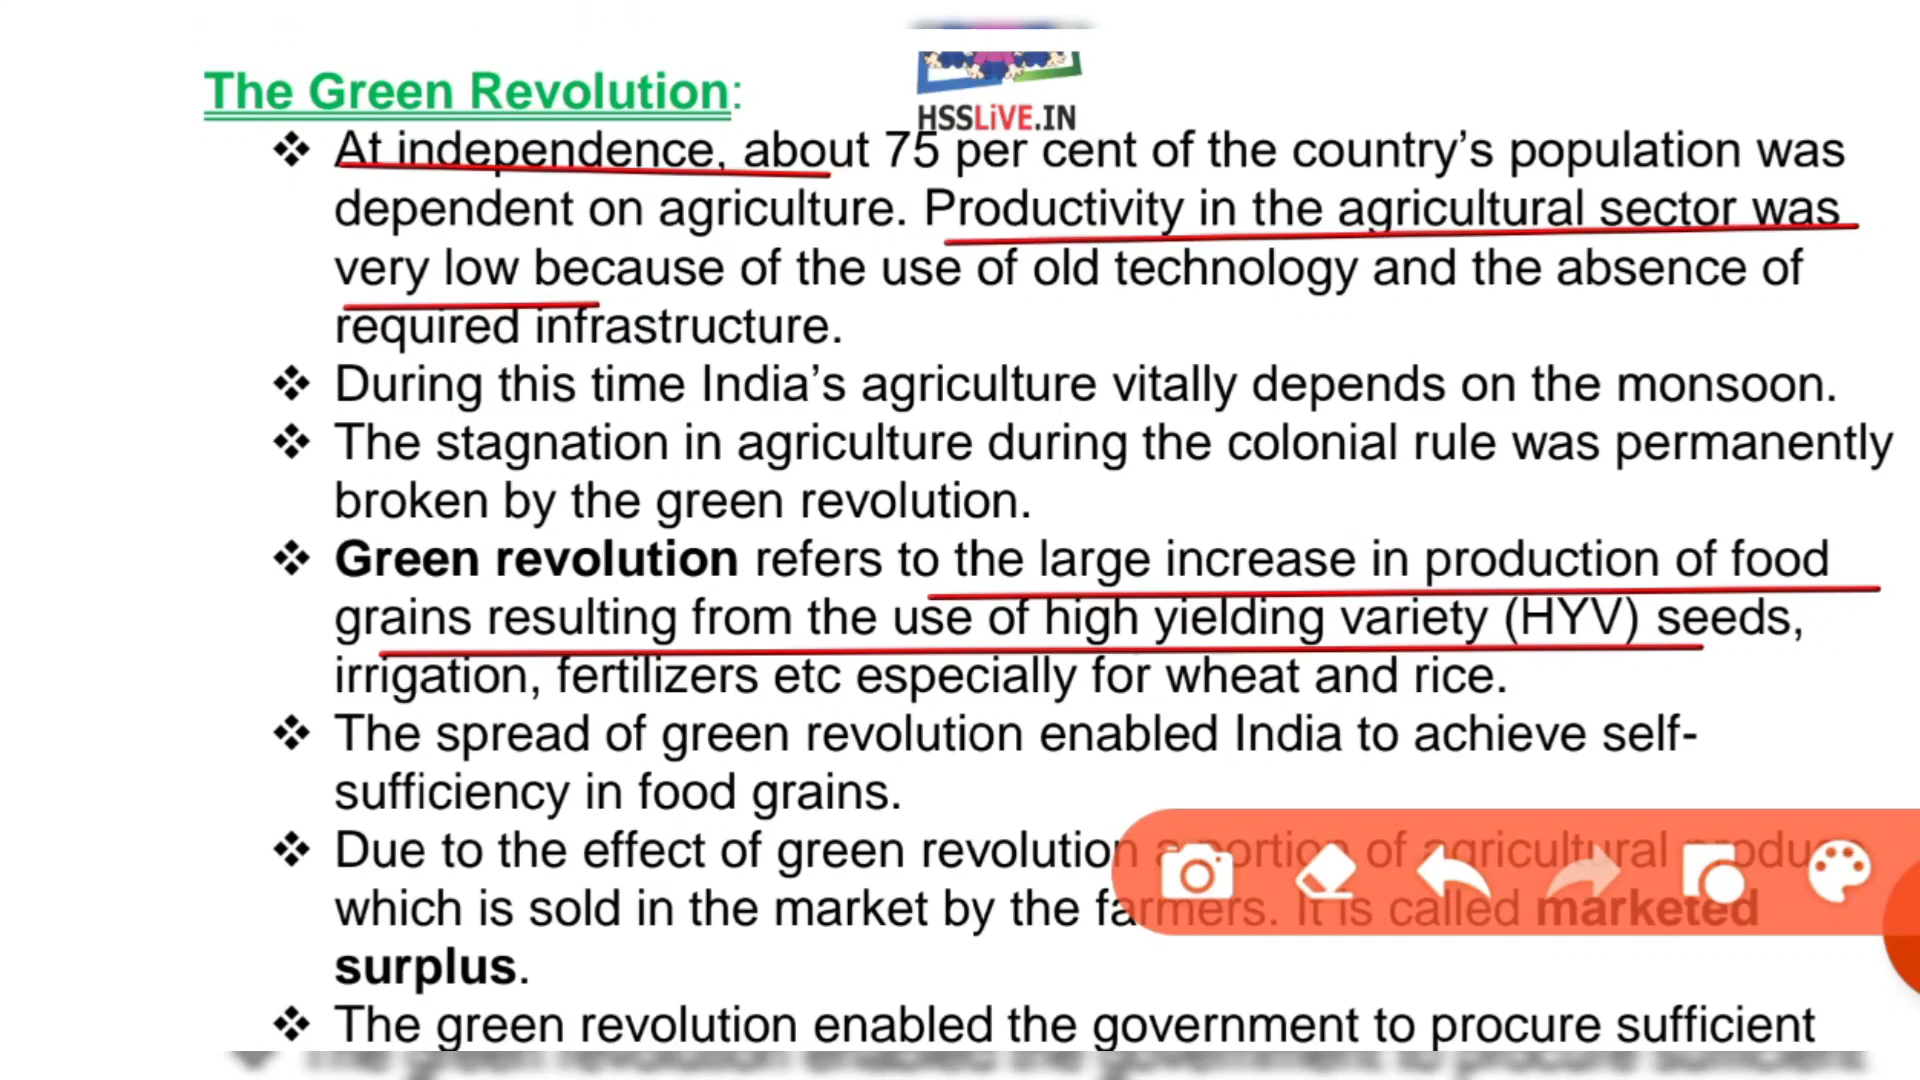 The Green Revolution:
HSSLiVE.IN
❖ At independence, about 75 per cent of the country’s population was
dependent on agriculture. Productivity in the agricultural sector was
very low because of the use of old technology and the absence of
required infrastructure.
❖ During this time India’s agriculture vitally depends on the monsoon.
❖ The stagnation in agriculture during the colonial rule was permanently
broken by the green revolution.
❖ Green revolution refers to the large increase in production of food
grains resulting from the use of high yielding variety (HYV) seeds,
irrigation, fertilizers etc especially for wheat and rice.
❖ The spread of green revolution enabled India to achieve self-
sufficiency in food grains.
❖ Due to the effect of green revolution a portion of agricultural
which is sold in the market by the farmers. It is called marketed
surplus.
❖ The green revolution enabled the government to procure sufficient